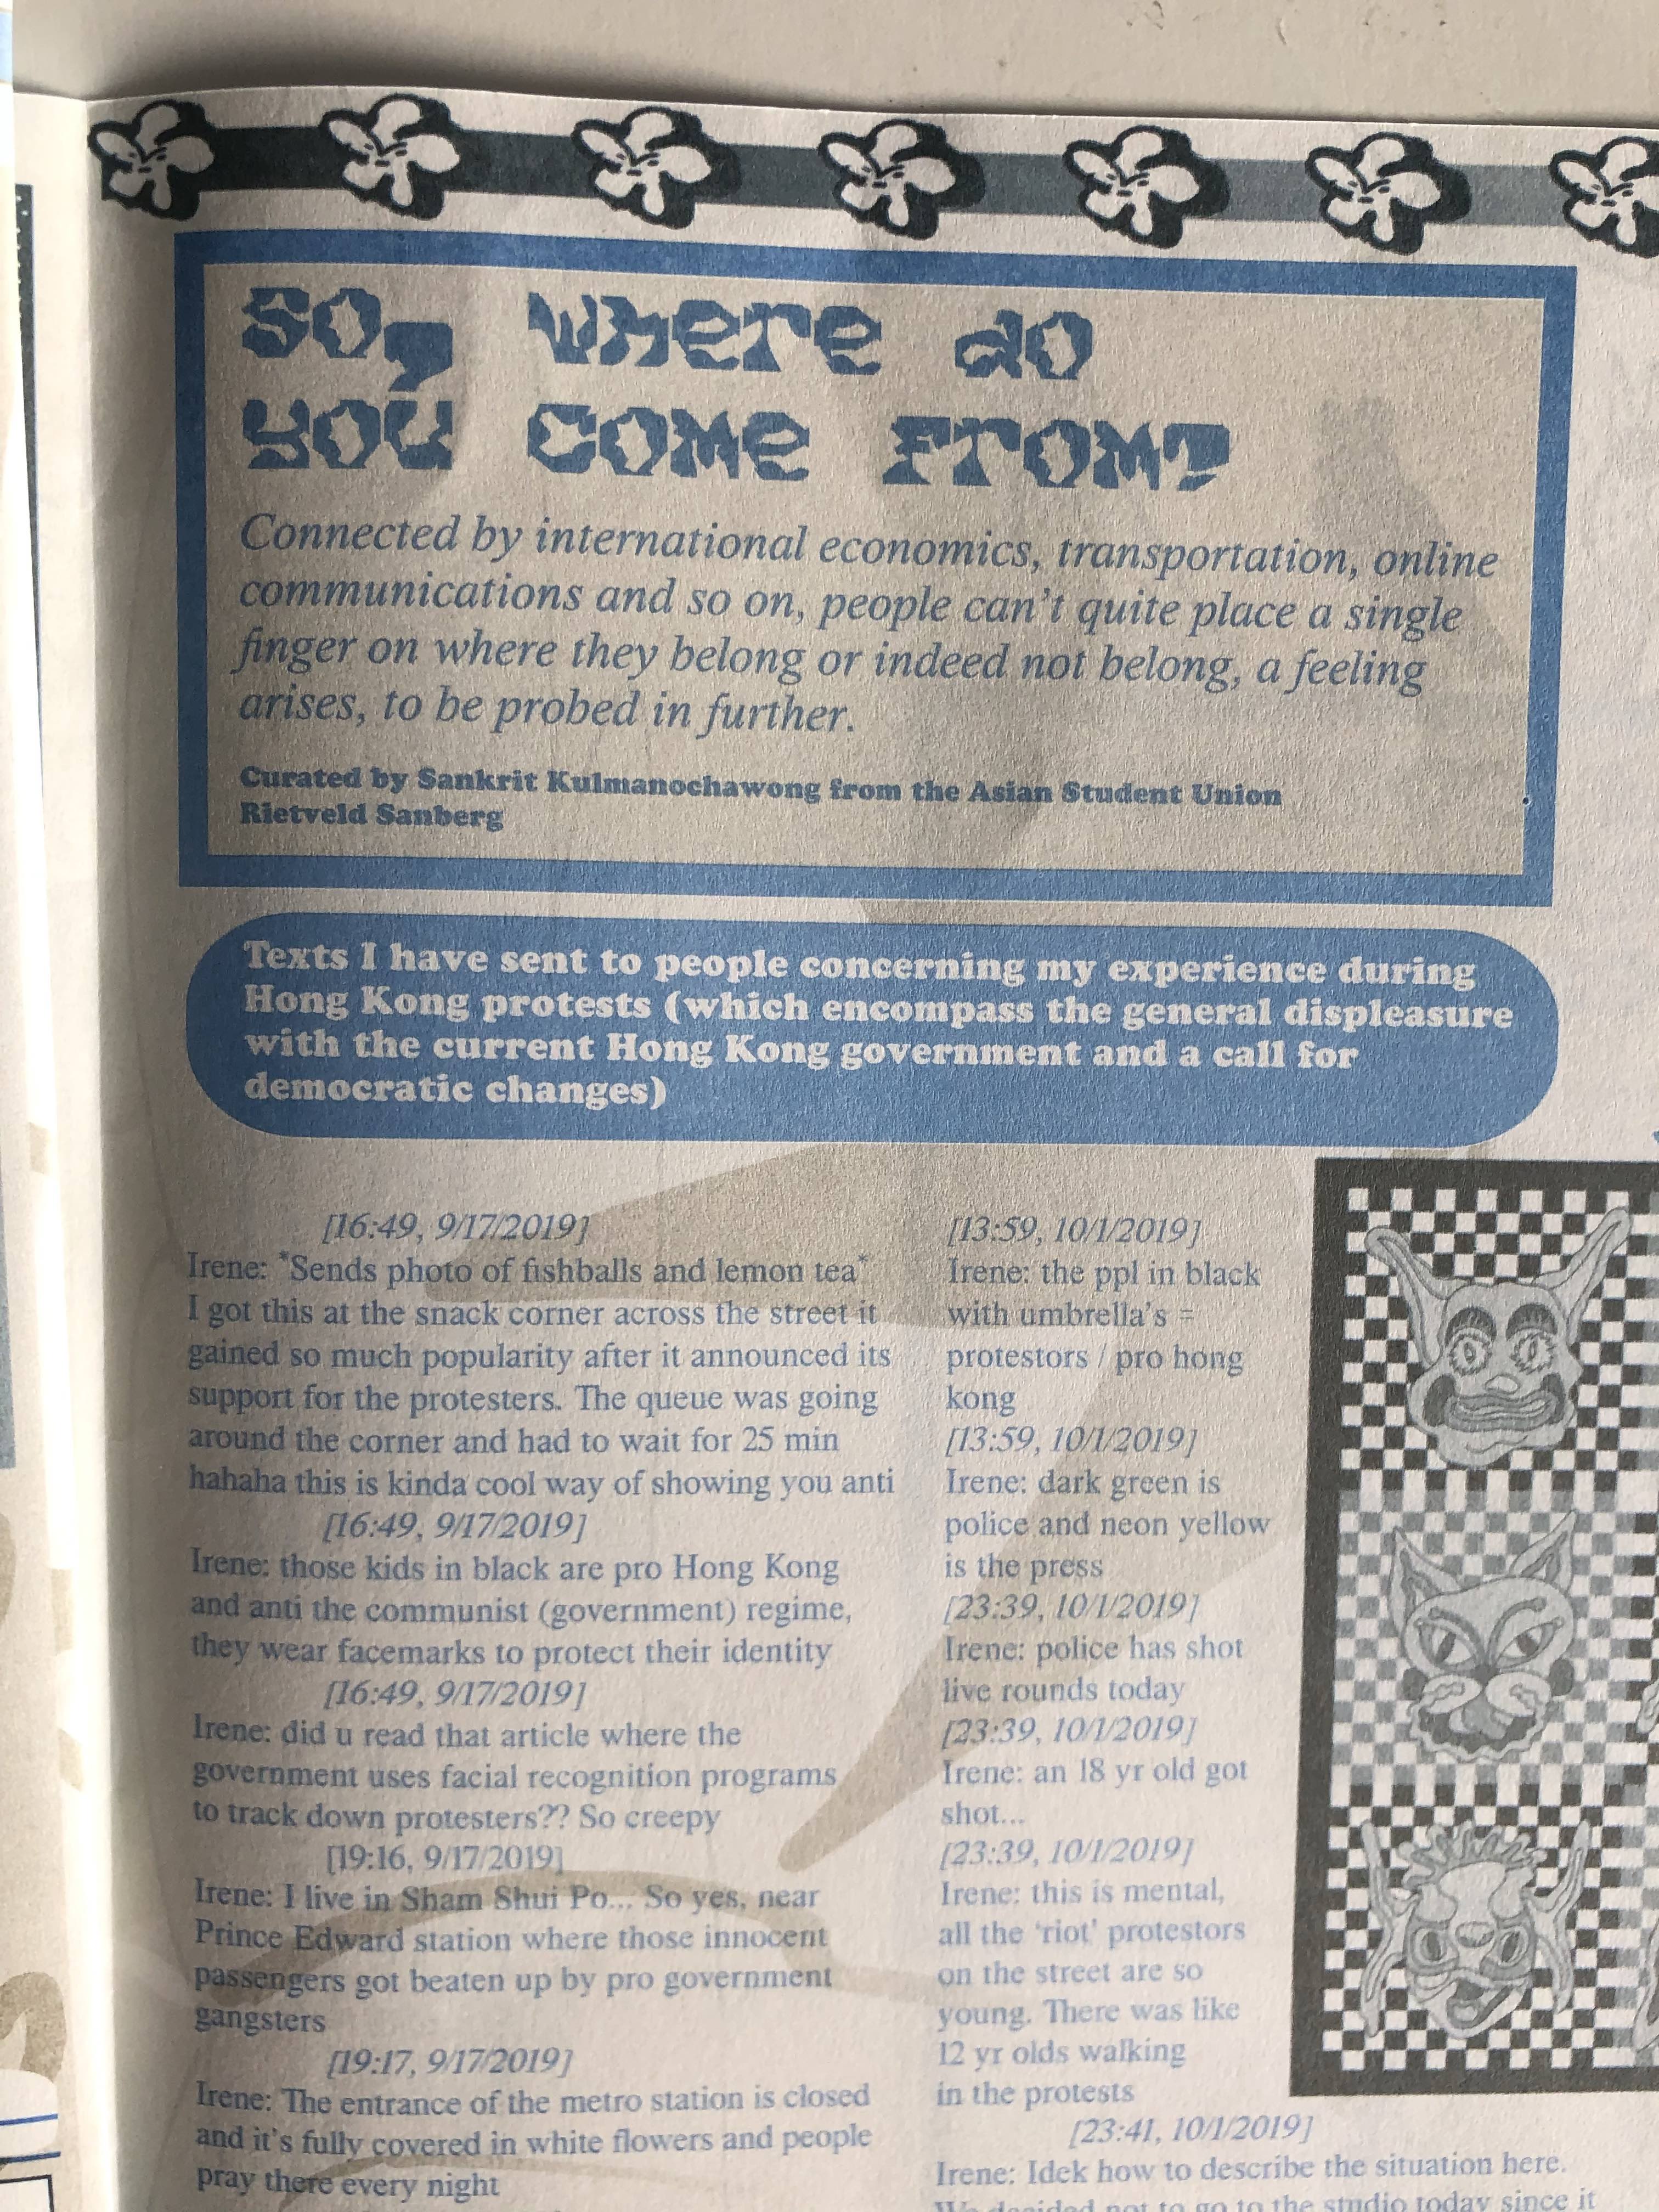 So, where do
you come from?
Connected by international economics, transportation, online
communications and so on, people can't quite place a single
finger on where they belong or indeed not belong, a feeling
arises, to be probed in further.
Curated by Sankrit Kulmanochawong from the Asian Student Union
Rietveld Sanberg
Texts I have sent to people concerning my experience during
Hong Kong protests (which encompass the general displeasure
with the current Hong Kong government and a call for
democratic changes)
[16:49, 9/17/2019]
Irene: *Sends photo of fishballs and lemon tea*
I got this at the snack corner across the street it
gained so much popularity after it announced its
support for the protesters. The queue was going
around the corner and had to wait for 25 min
hahaha this is kinda cool way of showing you anti
[16:49, 9/17/2019]
Irene: those kids in black are pro Hong Kong
and anti the communist (government) regime,
they wear facemarks to protect their identity
[16:49, 9/17/2019]
Irene: did u read that article where the
government uses facial recognition programs
to track down protesters?? So creepy
[19:16, 9/17/2019]
Irene: I live in Sham Shui Po... So yes, near
Prince Edward station where those innocent
passengers got beaten up by pro government
gangsters
[19:17, 9/17/2019]
Irene: The entrance of the metro station is closed
and it's fully covered in white flowers and people
pray there every night
[13:59, 10/1/2019]
Irene: the ppl in black
with umbrella's =
protestors / pro hong
kong
[13:59, 10/1/2019]
Irene: dark green is
police and neon yellow
is the press
[23:39, 10/1/2019]
Irene: police has shot
live rounds today
[23:39, 10/1/2019]
Irene: an 18 yr old got
shot...
[23:39, 10/1/2019]
Irene: this is mental,
all the 'riot' protestors
on the street are so
young. There was like
12 yr olds walking
in the protests
[23:41, 10/1/2019]
Irene: Idek how to describe the situation here.
We decided not to go to the studio today since it